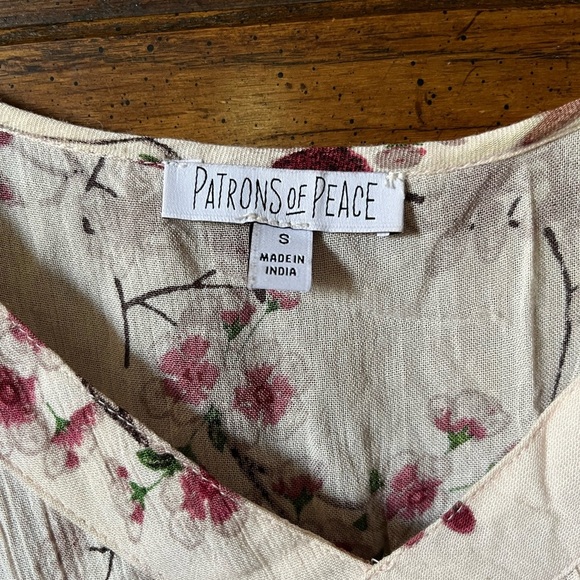 PATRONS OF PEACE
S
MADE IN
INDIA